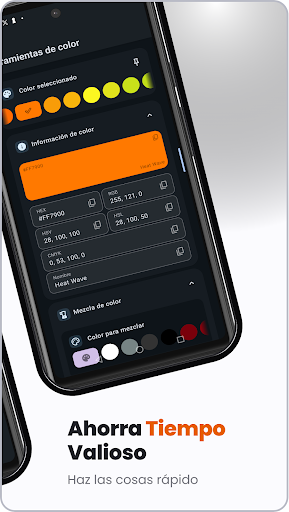 ramientas de color
Color seleccionado
Información de color
#FF7900
Heat Wave
HEX
#FF7900
RGB
255, 121, 0
HSV
28, 100, 100
HSL
28, 100, 50
CMYK
0, 53, 100, 0
Nombre
Heat Wave
Mezcla de color
Color para mezclar
Ahorra Tiempo
Valioso
Haz las cosas rápido